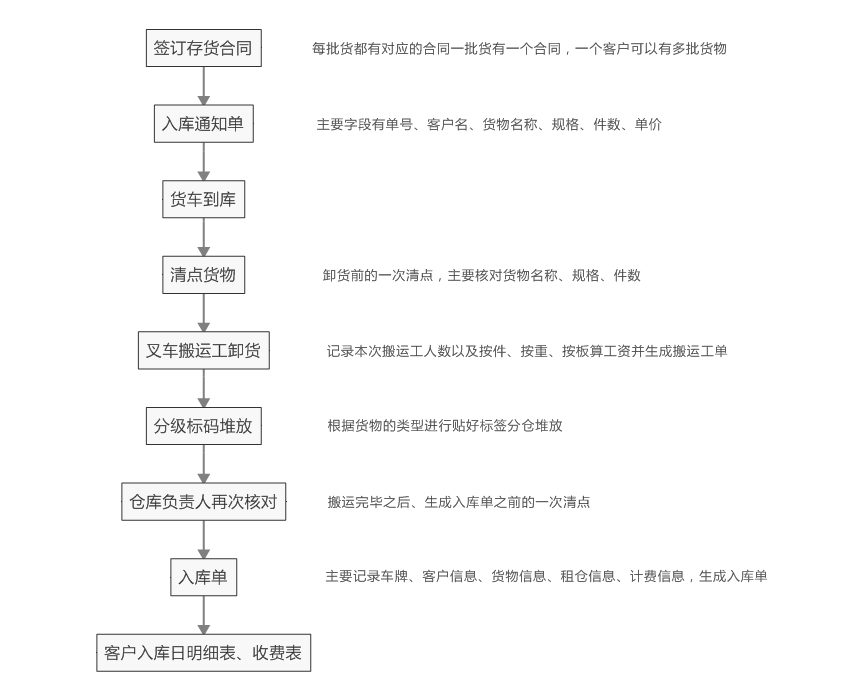 签订存货合同
每批货都有对应的合同一批货有一个合同，一个客户可以有多批货物
入库通知单
主要字段有单号、客户名、货物名称、规格、件数、单价
货车到库
清点货物
卸货前的一次清点，主要核对货物名称、规格、件数
叉车搬运工卸货
记录本次搬运工人数以及按件、按重、按板算工资并生成搬运工单
分级标码堆放
根据货物的类型进行贴好标签分仓堆放
仓库负责人再次核对
搬运完毕之后、生成入库单之前的一次清点
入库单
主要记录车牌、客户信息、货物信息、租仓信息、计费信息，生成入库单
客户入库日明细表、收费表